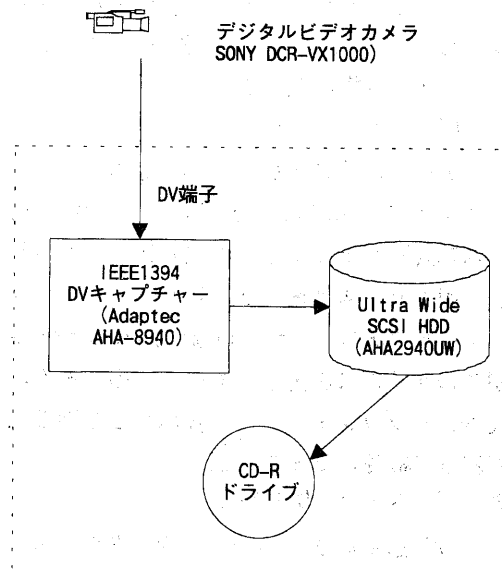 デジタルビデオカメラ
SONY DCR-VX1000)
DV端子
IEEE1394
DVキャプチャー
(Adaptec
AHA-8940)
Ultra Wide
SCSI HDD
(AHA2940UW)
CD-R
ドライブ